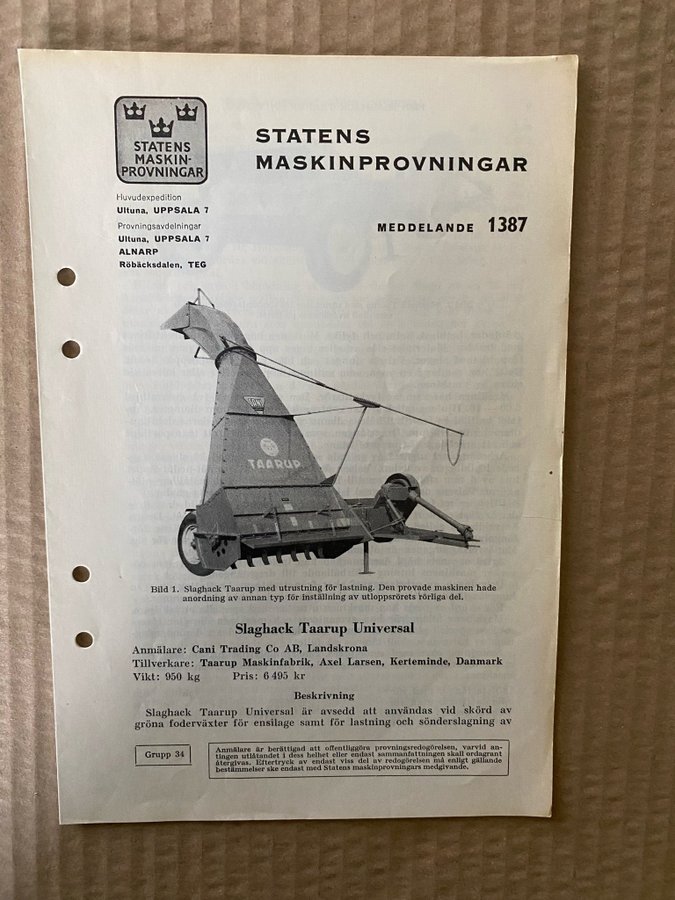 STATENS
MASKIN-
PROVNINGAR
STATENS
MASKINPROVNINGAR
Huvudexpedition
Ultuna, UPPSALA 7
Provningsavdelningar
Ultuna, UPPSALA 7
ALNARP
Röbäcksdalen, TEG
MEDDELANDE 1387
TAARUP
Bild 1. Slaghack Taarup med utrustning för lastning. Den provade maskinen hade
anordning av annan typ för inställning av utloppsrörets rörliga del.
Slaghack Taarup Universal
Anmälare: Cani Trading Co AB, Landskrona
Tillverkare: Taarup Maskinfabrik, Axel Larsen, Kerteminde, Danmark
Vikt: 950 kg Pris: 6 495 kr
Beskrivning
Slaghack Taarup Universal är avsedd att användas vid skörd av
gröna foderväxter för ensilage samt för lastning och sönderslagning av
Grupp 34
Anmälare är berättigad att offentliggöra provningsredogörelsen, varvid an-
tingen utlåtandet i dess helhet eller endast sammanfattningen skall ordagrant
återgivas. Eftertryck av endast viss del av redogörelsen må enligt gällande
bestämmelser ske endast med Statens maskinprovningars medgivande.